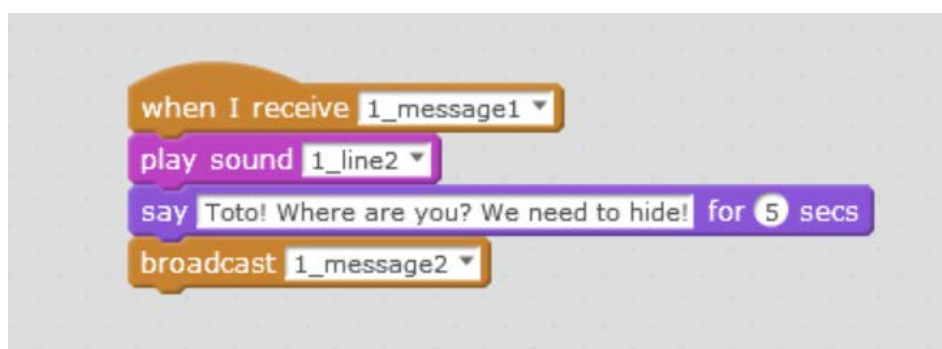 when I receive 1_message1
play sound 1_line2
say Toto! Where are you? We need to hide! for 5 secs
broadcast 1_message2